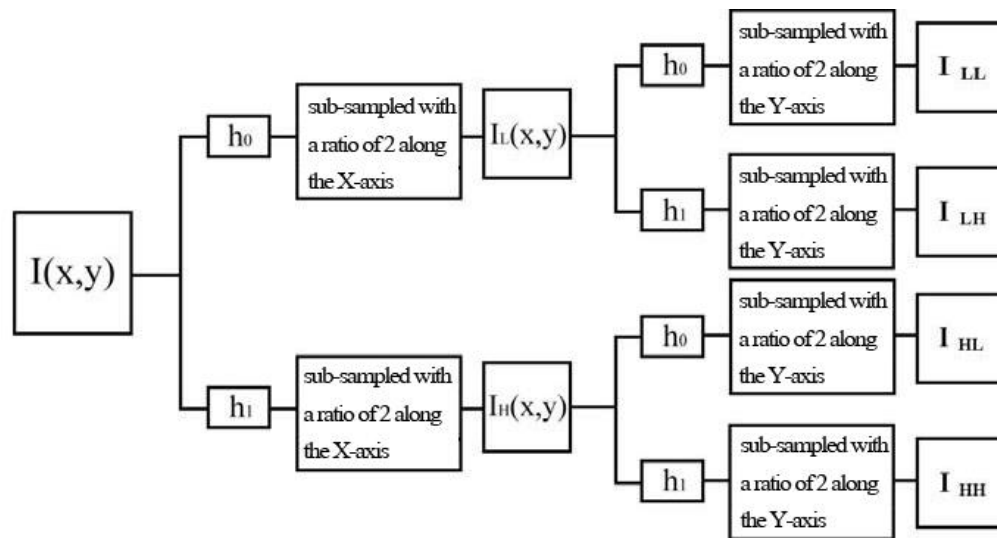 I(x,y)
h₀
sub-sampled with
a ratio of 2 along
the X-axis
I_L(x,y)
h₀
sub-sampled with
a ratio of 2 along
the Y-axis
I LL
h₁
sub-sampled with
a ratio of 2 along
the Y-axis
I LH
h₁
sub-sampled with
a ratio of 2 along
the X-axis
I_H(x,y)
h₀
sub-sampled with
a ratio of 2 along
the Y-axis
I HL
h₁
sub-sampled with
a ratio of 2 along
the Y-axis
I HH